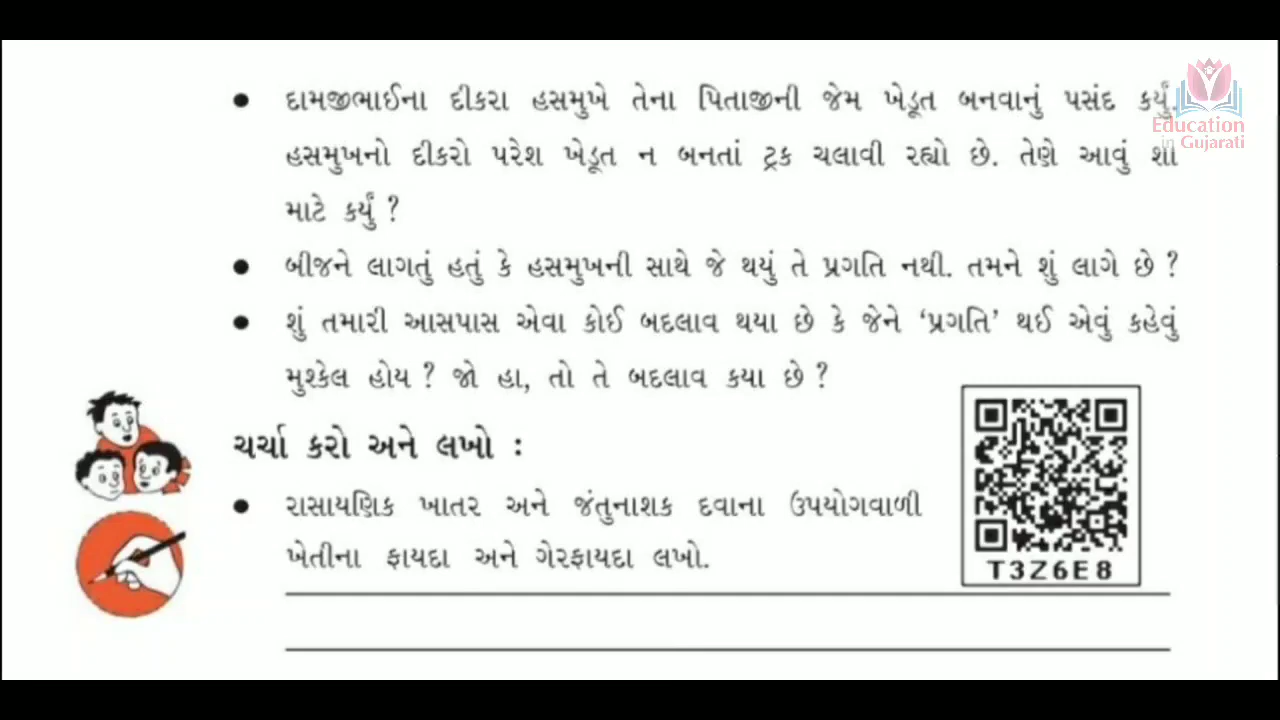 • દામજીભાઈના દીકરા હસમુખે તેના પિતાજીની જેમ ખેડૂત બનવાનું પસંદ કર્યું.
Education
in Gujarati
હસમુખનો દીકરો પરેશ ખેડૂત ન બનતાં ટ્રક ચલાવી રહ્યો છે. તેણે આવું શા
માટે કર્યું ?
• બીજને લાગતું હતું કે હસમુખની સાથે જે થયું તે પ્રગતિ નથી. તમને શું લાગે છે ?
• શું તમારી આસપાસ એવા કોઈ બદલાવ થયા છે કે જેને ‘પ્રગતિ’ થઈ એવું કહેવું
મુશ્કેલ હોય ? જો હા, તો તે બદલાવ કયા છે ?
ચર્ચા કરો અને લખો :
• રાસાયણિક ખાતર અને જંતુનાશક દવાના ઉપયોગવાળી
ખેતીના ફાયદા અને ગેરફાયદા લખો.
T3Z6E8